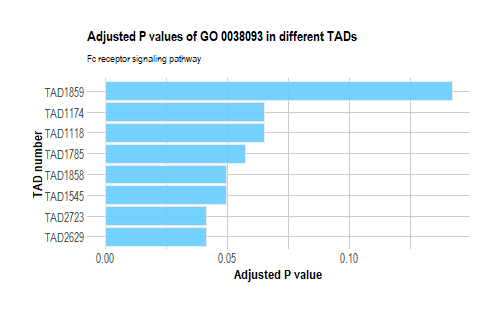 Adjusted P values of GO 0038093 in different TADs
Fc receptor signaling pathway
TAD number
TAD1859
TAD1174
TAD1118
TAD1785
TAD1858
TAD1545
TAD2723
TAD2629
0.00 0.05 0.10
Adjusted P value